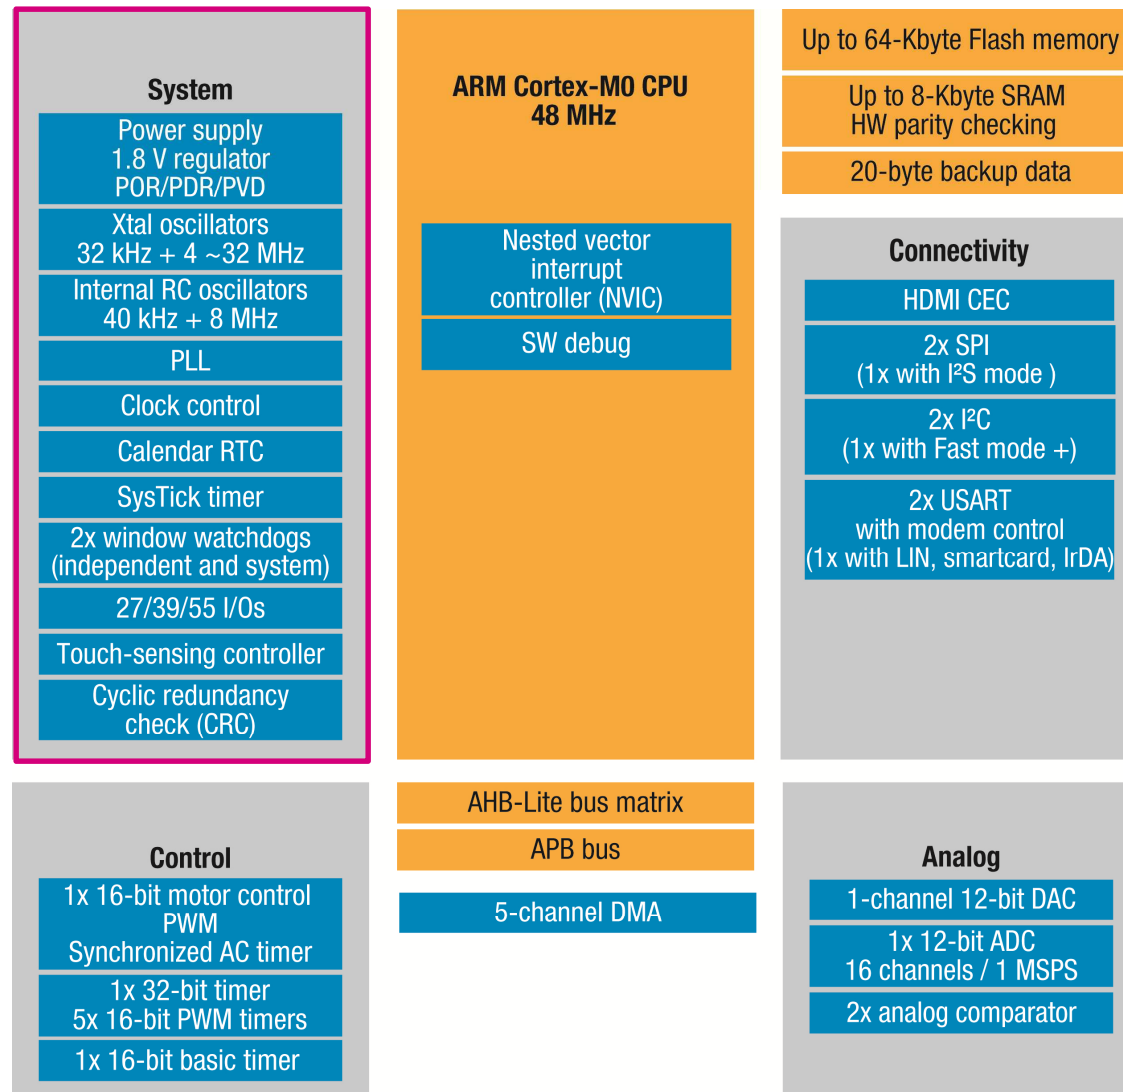 System
Power supply
1.8 V regulator
POR/PDR/PVD
Xtal oscillators
32 kHz + 4 ~32 MHz
Internal RC oscillators
40 kHz + 8 MHz
PLL
Clock control
Calendar RTC
SysTick timer
2x window watchdogs
(independent and system)
27/39/55 I/Os
Touch-sensing controller
Cyclic redundancy
check (CRC)
ARM Cortex-M0 CPU
48 MHz
Nested vector
interrupt
controller (NVIC)
SW debug
Up to 64-Kbyte Flash memory
Up to 8-Kbyte SRAM
HW parity checking
20-byte backup data
Connectivity
HDMI CEC
2x SPI
(1x with I²S mode )
2x I²C
(1x with Fast mode +)
2x USART
with modem control
(1x with LIN, smartcard, IrDA)
Control
1x 16-bit motor control
PWM
Synchronized AC timer
1x 32-bit timer
5x 16-bit PWM timers
1x 16-bit basic timer
AHB-Lite bus matrix
APB bus
5-channel DMA
Analog
1-channel 12-bit DAC
1x 12-bit ADC
16 channels / 1 MSPS
2x analog comparator